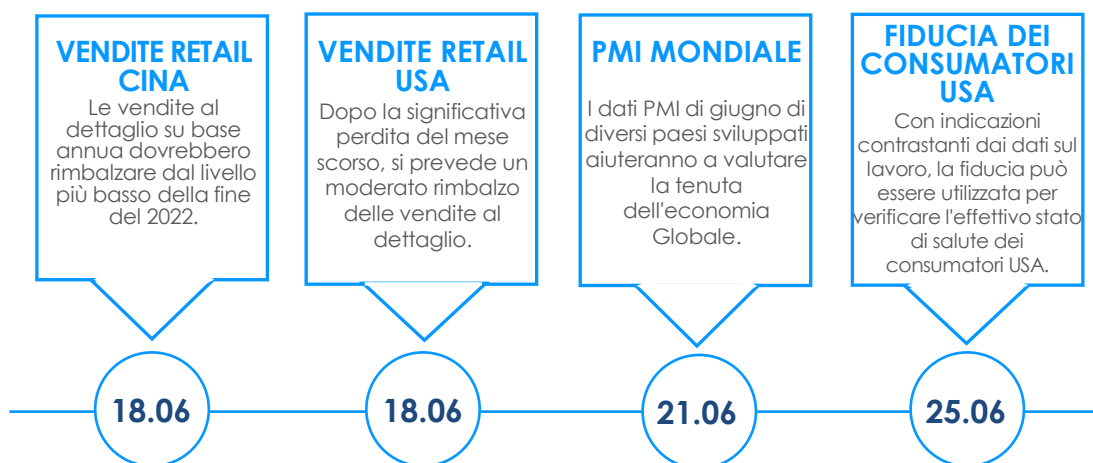 VENDITE RETAIL
CINA
Le vendite al
dettaglio su base
annua dovrebbero
rimbalzare dal livello
più basso della fine
del 2022.
VENDITE RETAIL
USA
Dopo la significativa
perdita del mese
scorso, si prevede un
moderato rimbalzo
delle vendite al
dettaglio.
PMI MONDIALE
I dati PMI di giugno di
diversi paesi sviluppati
aiuteranno a valutare
la tenuta
dell'economia
Globale.
FIDUCIA DEI
CONSUMATORI
USA
Con indicazioni
contrastanti dai dati sul
lavoro, la fiducia può
essere utilizzata per
verificare l'effettivo stato
di salute dei
consumatori USA.
18.06
18.06
21.06
25.06